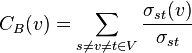 C_B(v) = \sum_{s \neq v \neq t \in V} \frac{\sigma_{st}(v)}{\sigma_{st}}